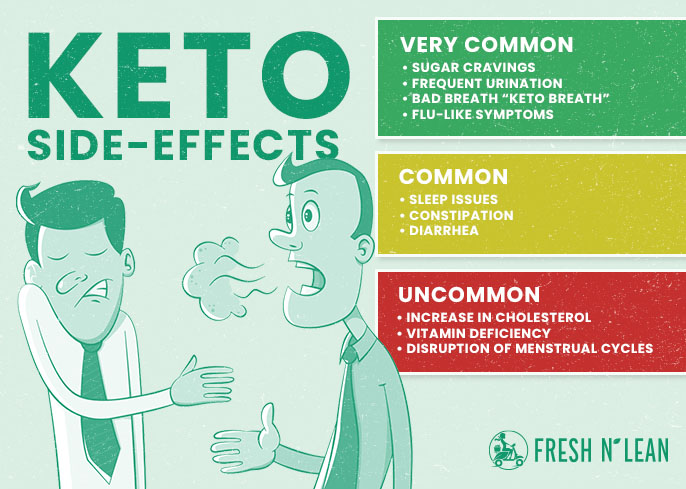 KETO
SIDE-EFFECTS
VERY COMMON
• SUGAR CRAVINGS
• FREQUENT URINATION
• BAD BREATH “KETO BREATH”
• FLU-LIKE SYMPTOMS
COMMON
• SLEEP ISSUES
• CONSTIPATION
• DIARRHEA
UNCOMMON
• INCREASE IN CHOLESTEROL
• VITAMIN DEFICIENCY
• DISRUPTION OF MENSTRUAL CYCLES
FRESH N' LEAN